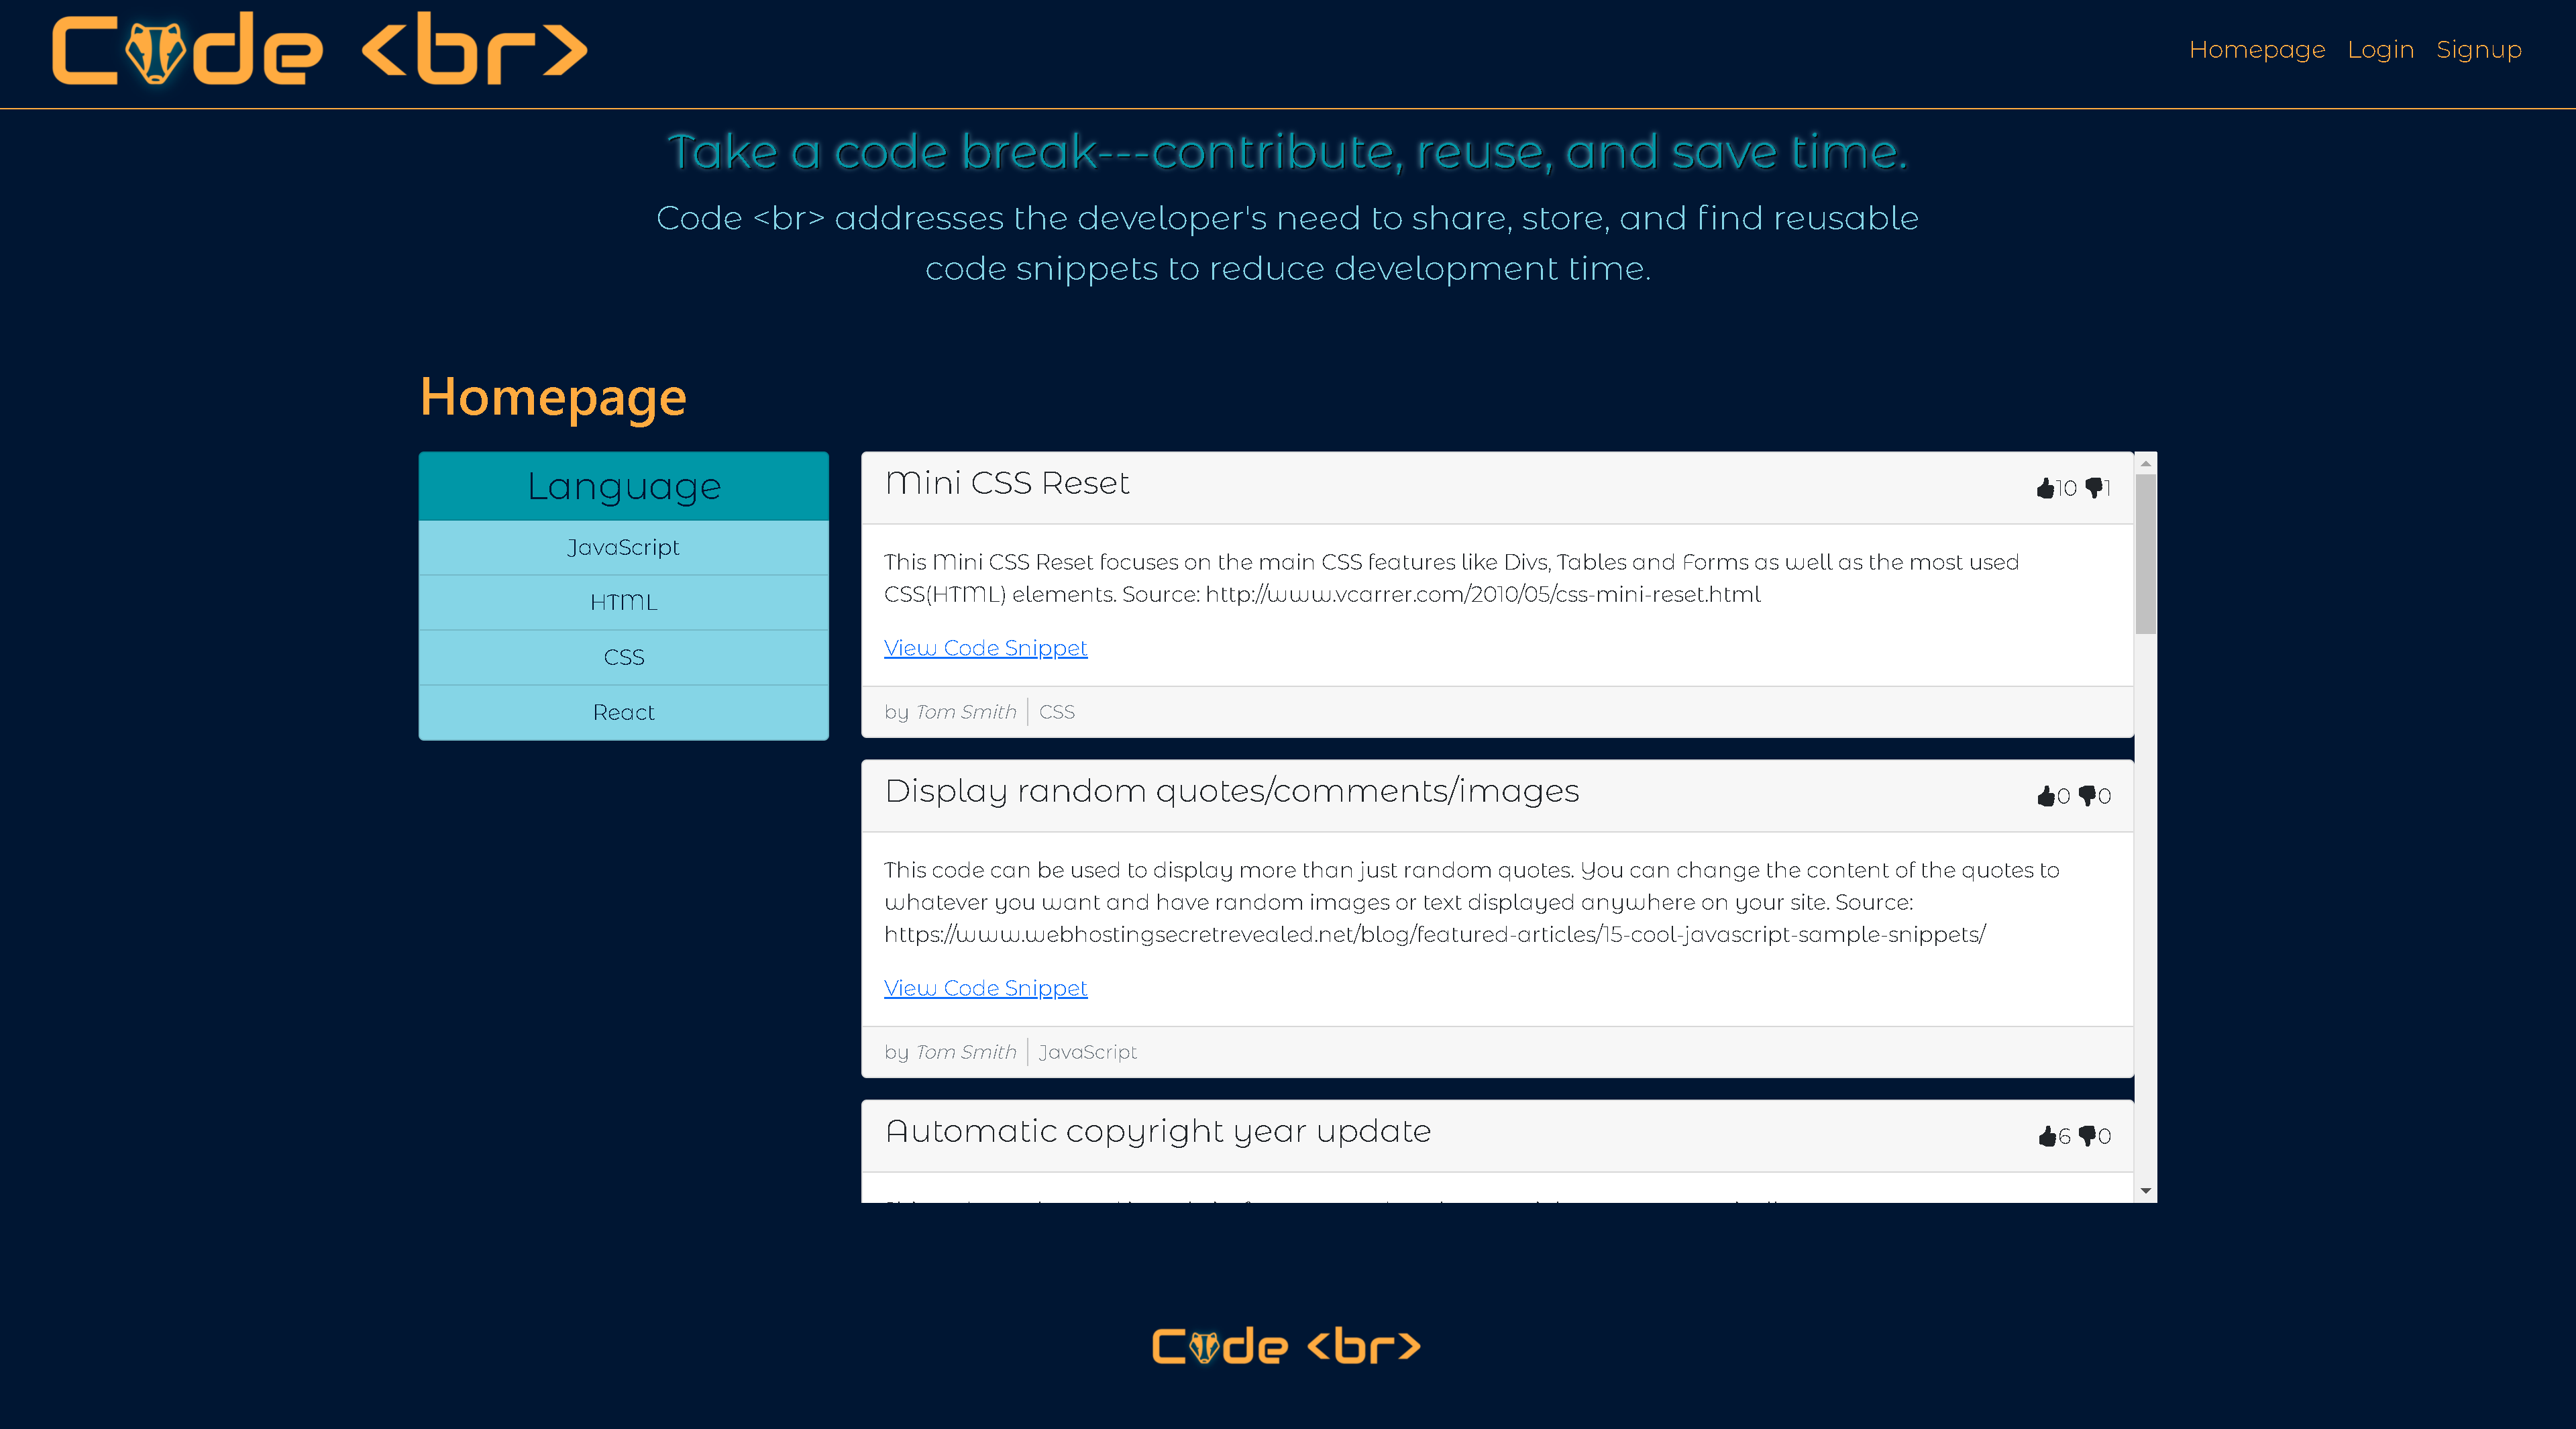 Code <br>
Homepage Login Signup
Take a code break---contribute, reuse, and save time.
Code <br> addresses the developer's need to share, store, and find reusable
code snippets to reduce development time.
Homepage
Language
JavaScript
HTML
CSS
React
Mini CSS Reset
10 1
This Mini CSS Reset focuses on the main CSS features like Divs, Tables and Forms as well as the most used
CSS(HTML) elements. Source: http://www.vcarrer.com/2010/05/css-mini-reset.html
View Code Snippet
by Tom Smith | CSS
Display random quotes/comments/images
0 0
This code can be used to display more than just random quotes. You can change the content of the quotes to
whatever you want and have random images or text displayed anywhere on your site. Source:
https://www.webhostingsecretrevealed.net/blog/featured-articles/15-cool-javascript-sample-snippets/
View Code Snippet
by Tom Smith | JavaScript
Automatic copyright year update
6 0
Code <br>